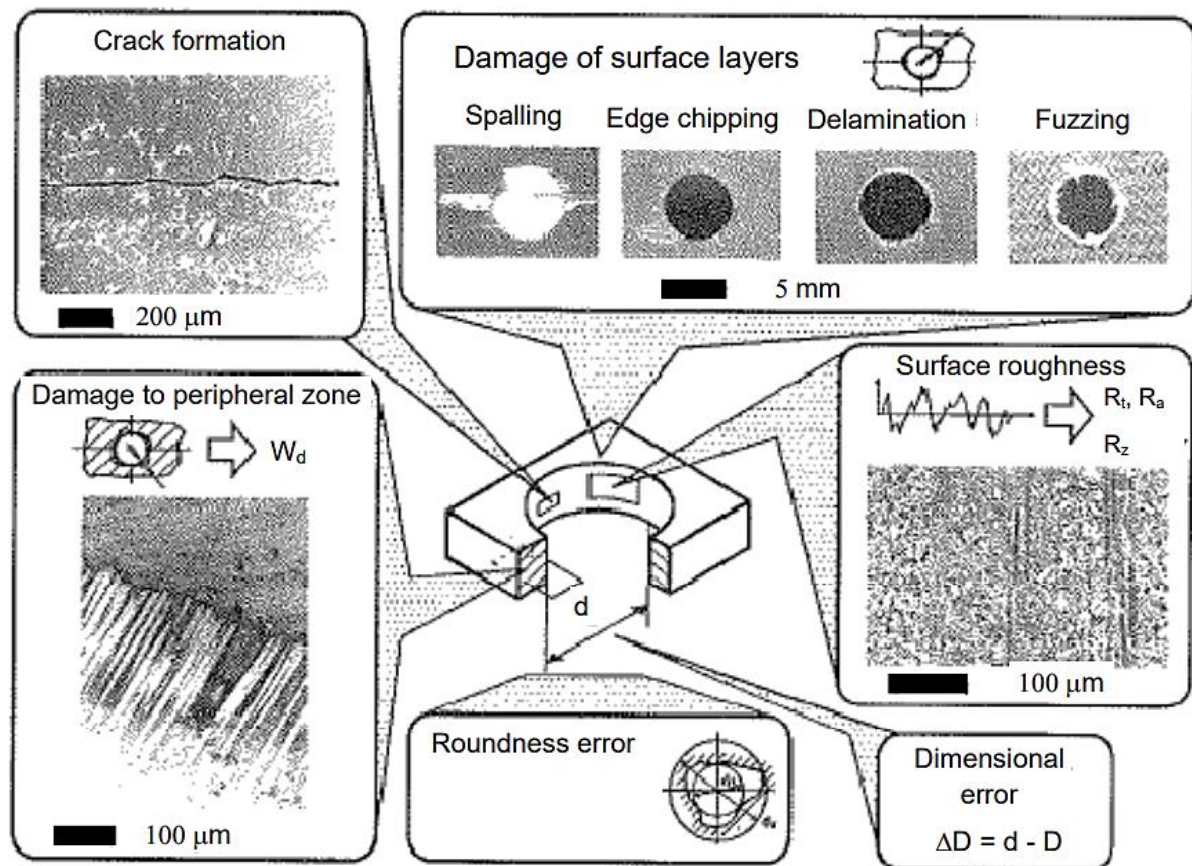 Crack formation
200 μm
Damage of surface layers
Spalling Edge chipping Delamination Fuzzing
5 mm
Damage to peripheral zone
W_d
100 μm
Surface roughness
R_t, R_a
R_z
100 μm
d
Roundness error
Dimensional
error
ΔD = d - D